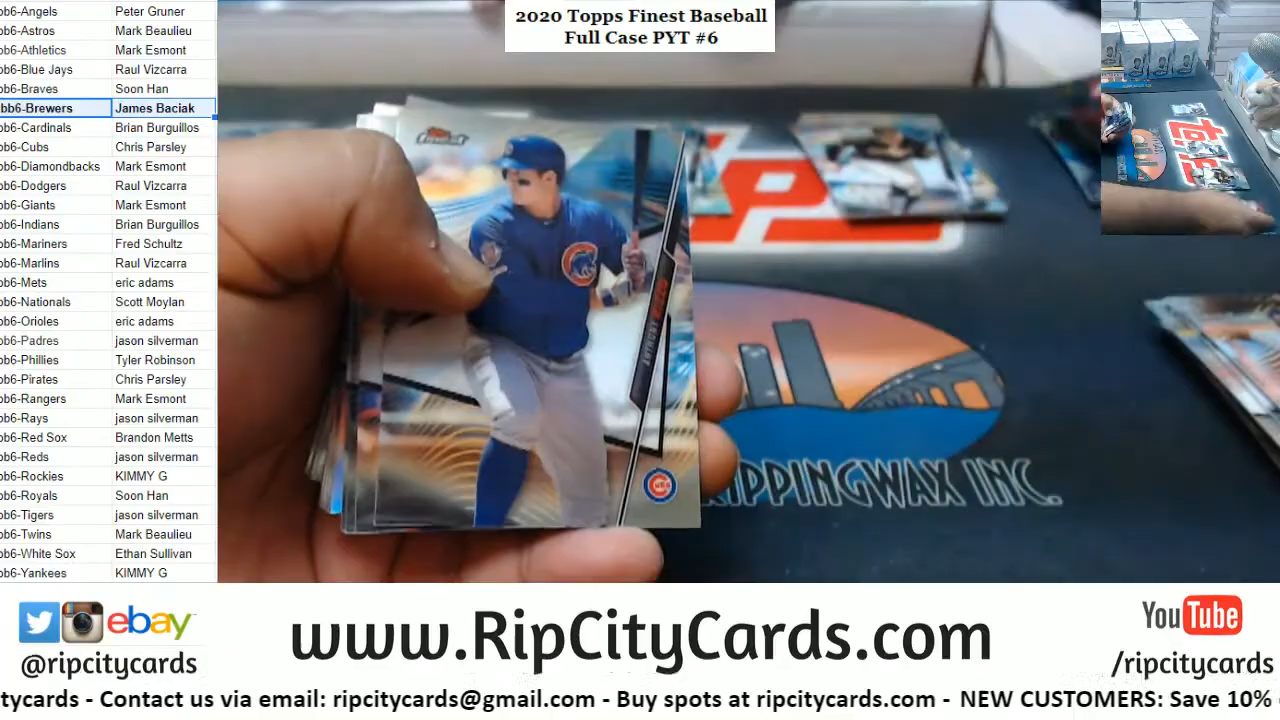 2020 Topps Finest Baseball
Full Case PYT #6
bb6-Angels Peter Gruner
bb6-Astros Mark Beaulieu
bb6-Athletics Mark Esmont
bb6-Blue Jays Raul Vizcarra
bb6-Braves Soon Han
bb6-Brewers James Baciak
bb6-Cardinals Brian Burguillos
bb6-Cubs Chris Parsley
bb6-Diamondbacks Mark Esmont
bb6-Dodgers Raul Vizcarra
bb6-Giants Mark Esmont
bb6-Indians Brian Burguillos
bb6-Mariners Fred Schultz
bb6-Marlins Raul Vizcarra
bb6-Mets eric adams
bb6-Nationals Scott Moylan
bb6-Orioles eric adams
bb6-Padres jason silverman
bb6-Phillies Tyler Robinson
bb6-Pirates Chris Parsley
bb6-Rangers Mark Esmont
bb6-Rays jason silverman
bb6-Red Sox Brandon Metts
bb6-Reds jason silverman
bb6-Rockies KIMMY G
bb6-Royals Soon Han
bb6-Tigers jason silverman
bb6-Twins Mark Beaulieu
bb6-White Sox Ethan Sullivan
bb6-Yankees KIMMY G
finest
ANTHONY RIZZO
CUBS
P
RIPPINGWAX INC.
ebay
@ripcitycards
www.RipCityCards.com
YouTube
/ripcitycards
itycards - Contact us via email: ripcitycards@gmail.com - Buy spots at ripcitycards.com - NEW CUSTOMERS: Save 10%